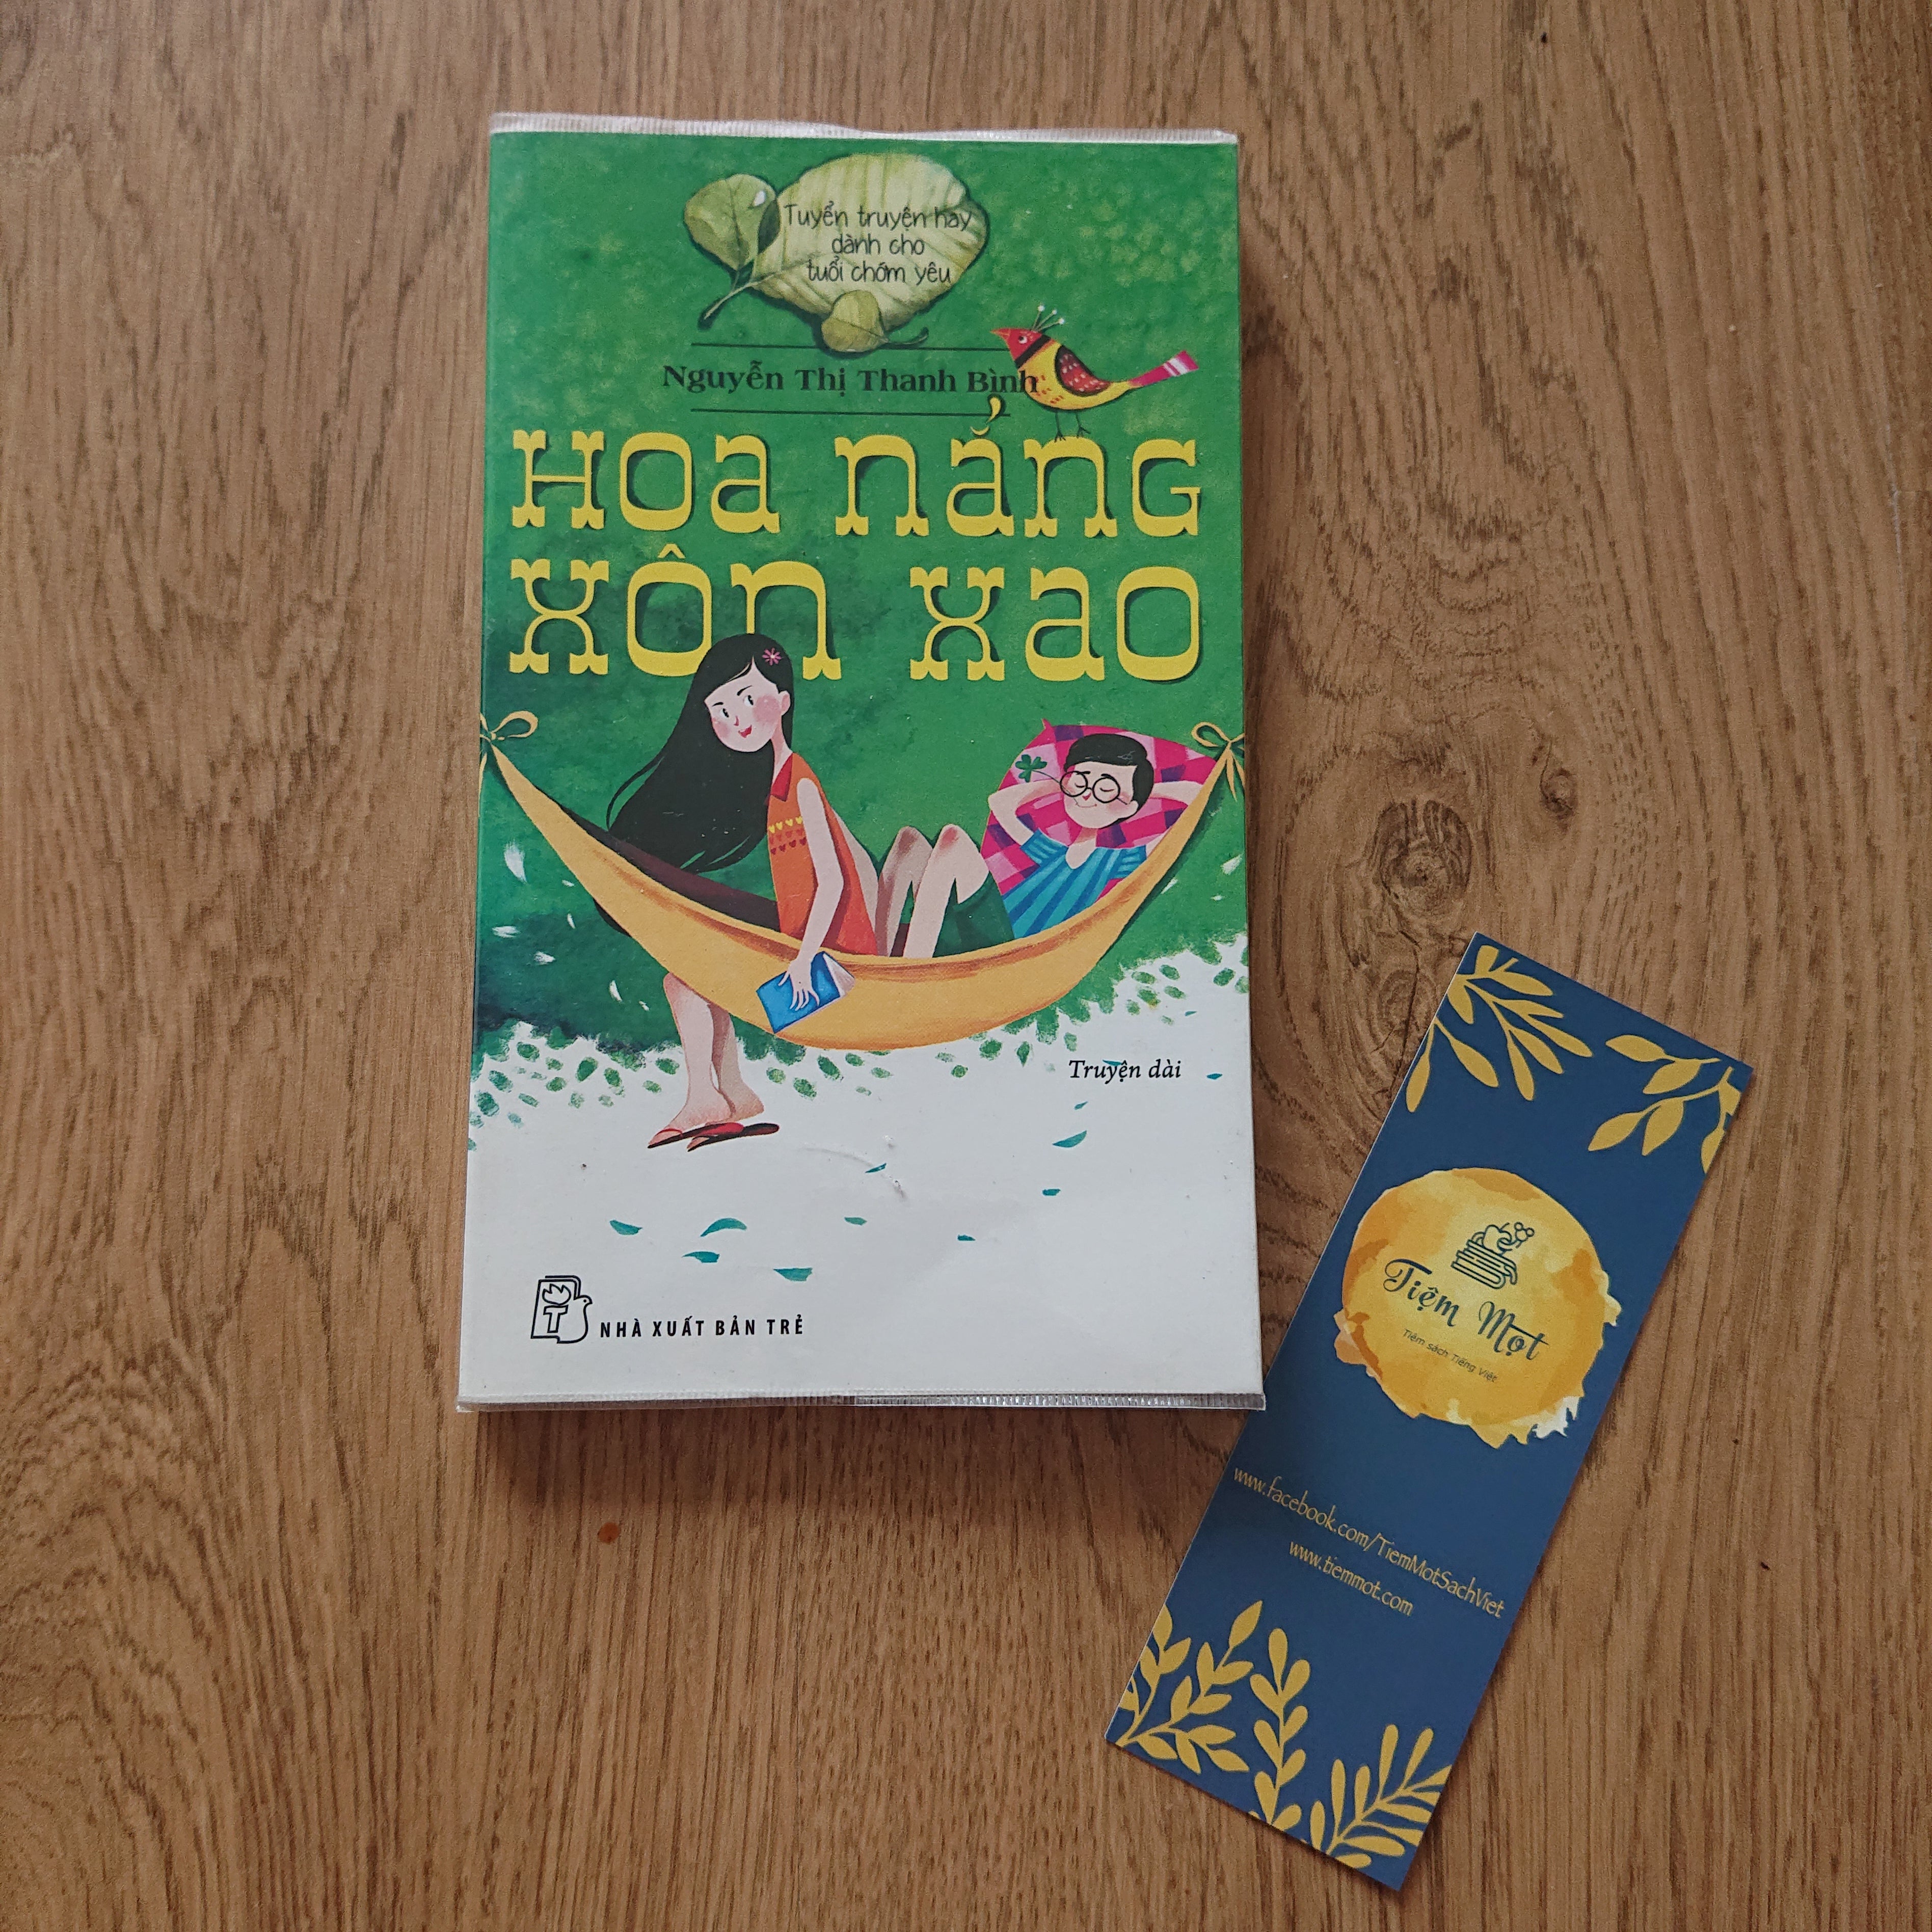 Tuyển truyện hay
dành cho
tuổi chớm yêu
Nguyễn Thị Thanh Bình
Hoa nắng
xôn xao
Truyện dài
T
NHÀ XUẤT BẢN TRẺ
Tiệm Mọt
Tiệm sách Tiếng Việt
www.facebook.com/TiemMotSachViet
www.tiemmot.com